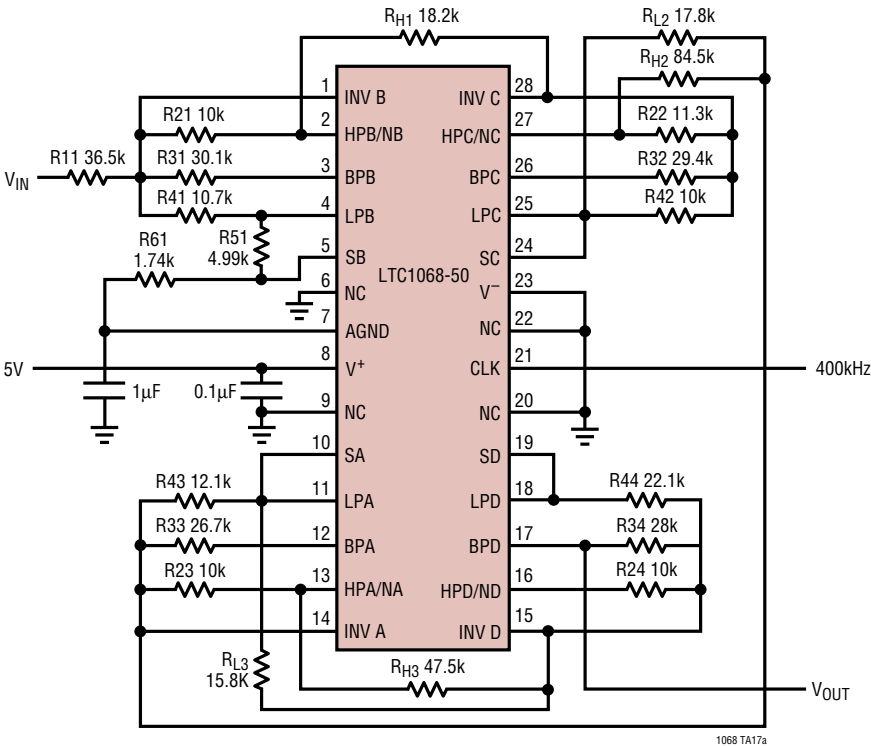 RH1 18.2k
RL2 17.8k
RH2 84.5k
1
INV B
INV C
28
R21 10k
2
HPB/NB
HPC/NC
27
R22 11.3k
VIN
R11 36.5k
R31 30.1k
3
BPB
BPC
26
R32 29.4k
R41 10.7k
4
LPB
LPC
25
R42 10k
R61
1.74k
R51
4.99k
5
SB
SC
24
LTC1068-50
6
NC
V–
23
7
AGND
NC
22
5V
8
V+
CLK
21
400kHz
1µF
0.1µF
9
NC
NC
20
10
SA
SD
19
R43 12.1k
11
LPA
LPD
18
R44 22.1k
R33 26.7k
12
BPA
BPD
17
R34 28k
R23 10k
13
HPA/NA
HPD/ND
16
R24 10k
14
INV A
INV D
15
RL3
15.8K
RH3 47.5k
VOUT
1068 TA17a